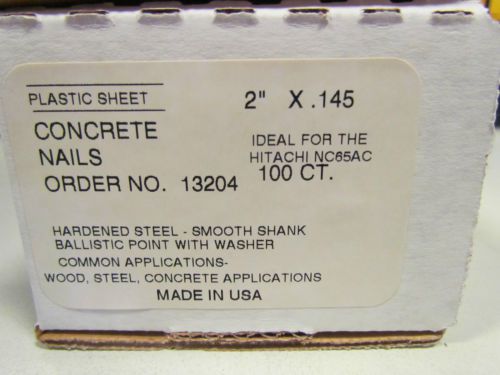 PLASTIC SHEET
2" X .145
CONCRETE
NAILS
ORDER NO. 13204
IDEAL FOR THE
HITACHI NC65AC
100 CT.
HARDENED STEEL - SMOOTH SHANK
BALLISTIC POINT WITH WASHER
COMMON APPLICATIONS-
WOOD, STEEL, CONCRETE APPLICATIONS
MADE IN USA